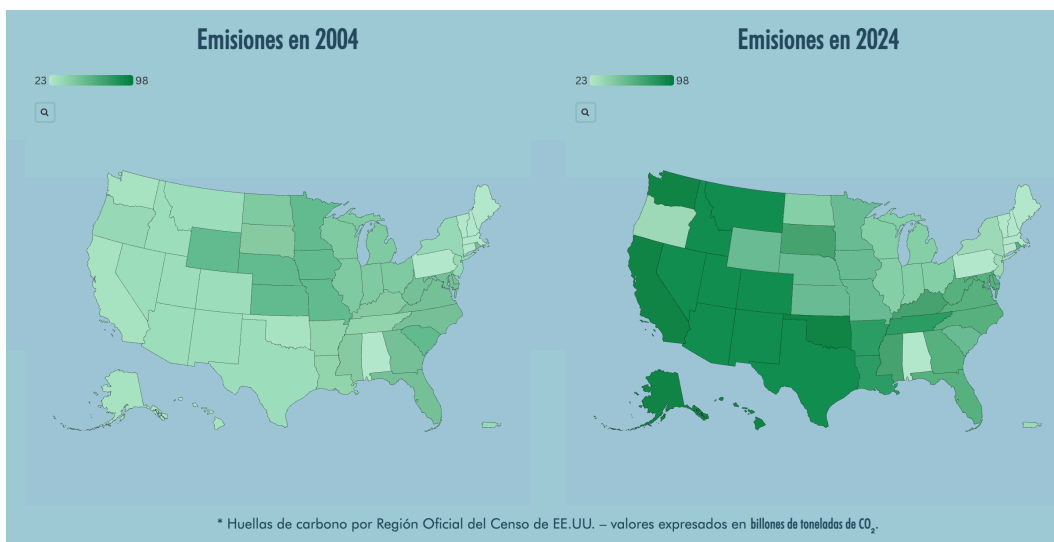 Emisiones en 2004
Emisiones en 2024
23 98
23 98
* Huellas de carbono por Región Oficial del Censo de EE.UU. – valores expresados en billones de toneladas de CO₂.